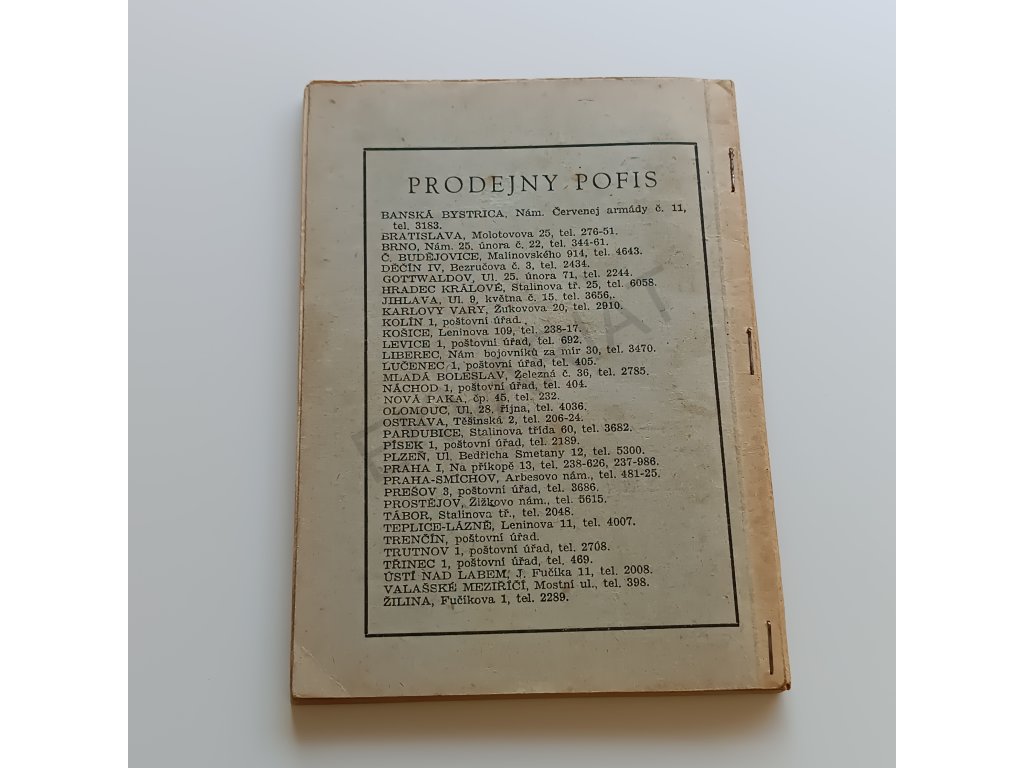 PRODEJNY POFIS
BANSKÁ BYSTRICA, Nám. Červenej armády č. 11,
tel. 3183.
BRATISLAVA, Molotovova 25, tel. 276-51.
BRNO, Nám. 25. února č. 22, tel. 344-61.
Č. BUDĚJOVICE, Malinovského 914, tel. 4643.
DĚČÍN IV, Bezručova č. 3, tel. 2434.
GOTTWALDOV, Ul. 25. února 71, tel. 2244.
HRADEC KRÁLOVÉ, Stalinova tř. 25, tel. 6058.
JIHLAVA, Ul. 9. května č. 15. tel. 3656,.
KARLOVY VARY, Žukovova 20, tel. 2910.
KOLÍN 1, poštovní úřad.
KOŠICE, Leninova 109, tel. 238-17.
LEVICE 1, poštovní úřad, tel. 692.
LIBEREC, Nám bojovníků za mír 30, tel. 3470.
LUČENEC 1, poštovní úřad, tel. 405.
MLADÁ BOLESLAV, Železná č. 36, tel. 2785.
NÁCHOD 1, poštovní úřad, tel. 404.
NOVÁ PAKA, čp. 45, tel. 232.
OLOMOUC, Ul. 28. října, tel. 4036.
OSTRAVA, Těšínská 2, tel. 206-24.
PARDUBICE, Stalinova třída 60, tel. 3682.
PÍSEK 1, poštovní úřad, tel. 2189.
PLZEŇ, Ul. Bedřicha Smetany 12, tel. 5300.
PRAHA I, Na příkopě 13, tel. 238-626, 237-986.
PRAHA-SMÍCHOV, Arbesovo nám., tel. 481-25.
PREŠOV 3, poštovní úřad, tel. 3686.
PROSTĚJOV, Žižkovo nám., tel. 5615.
TÁBOR, Stalinova tř., tel. 2048.
TEPLICE-LÁZNĚ, Leninova 11, tel. 4007.
TRENČÍN, poštovní úřad.
TRUTNOV 1, poštovní úřad, tel. 2708.
TŘINEC 1, poštovní úřad, tel. 469.
ÚSTÍ NAD LABEM, J. Fučíka 11, tel. 2008.
VALAŠSKÉ MEZIŘÍČÍ, Mostní ul., tel. 398.
ŽILINA, Fučíkova 1, tel. 2289.